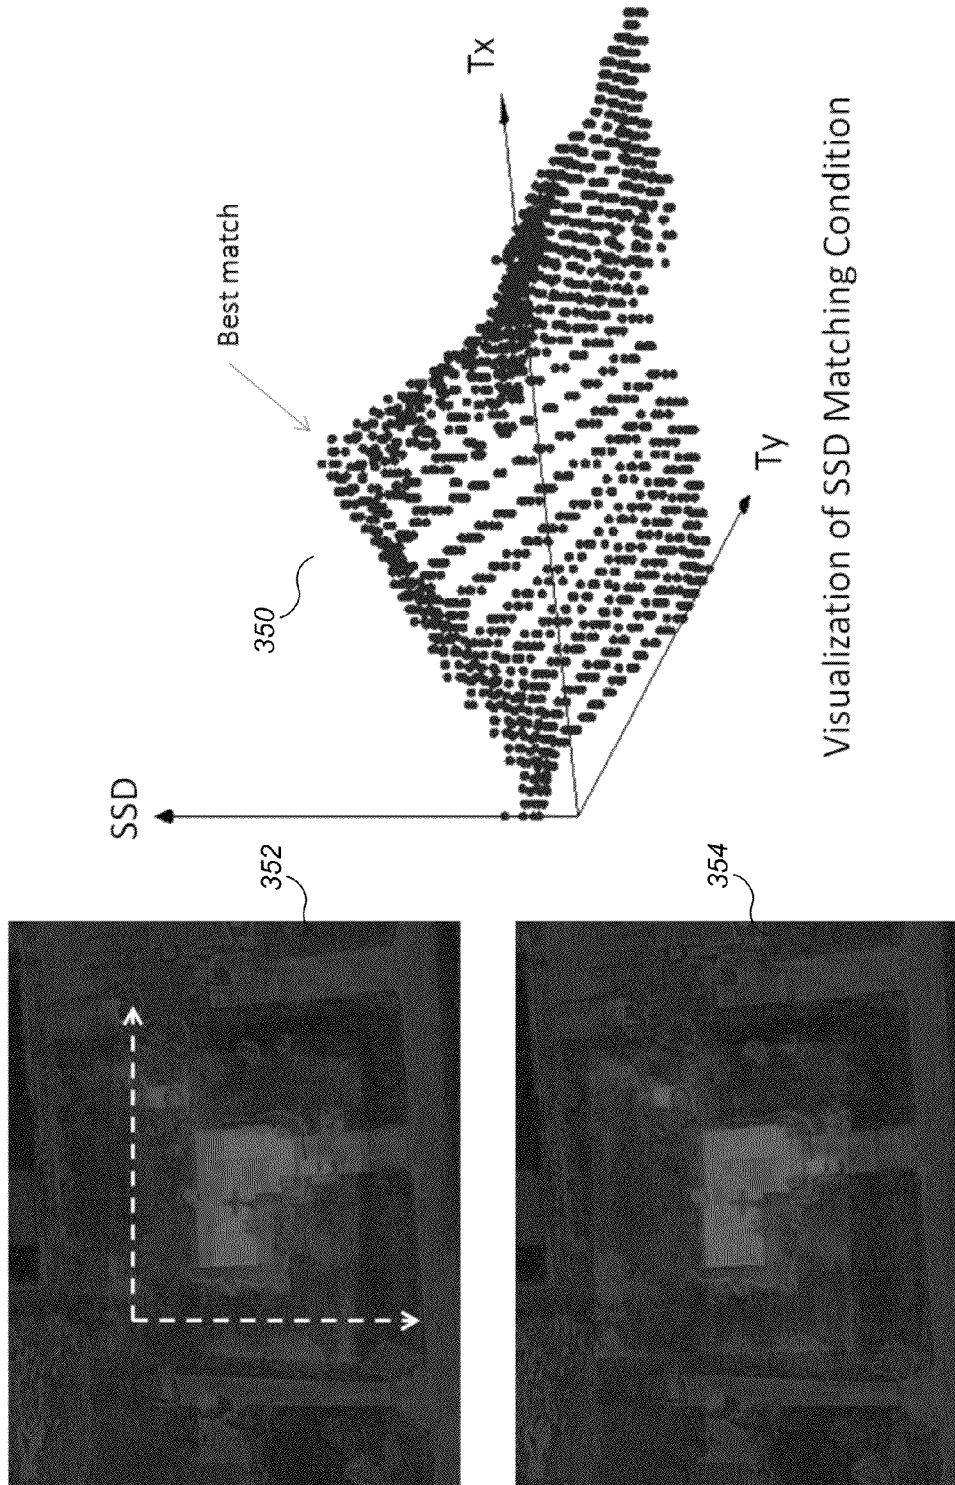 352
354
SSD
350
Best match
Tx
Ty
Visualization of SSD Matching Condition